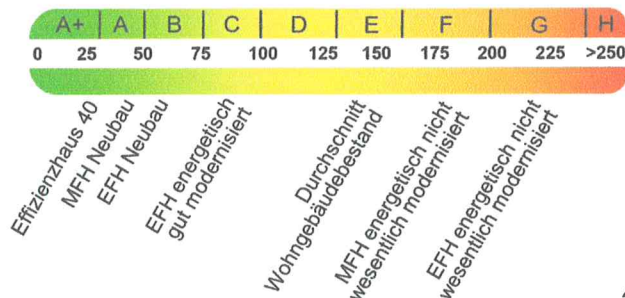 A+ A B C D E F G H
0 25 50 75 100 125 150 175 200 225 >250
Effizienzhaus 40
MFH Neubau
EFH Neubau
EFH energetisch
gut modernisiert
Durchschnitt
Wohngebäudebestand
MFH energetisch nicht
wesentlich modernisiert
EFH energetisch nicht
wesentlich modernisiert